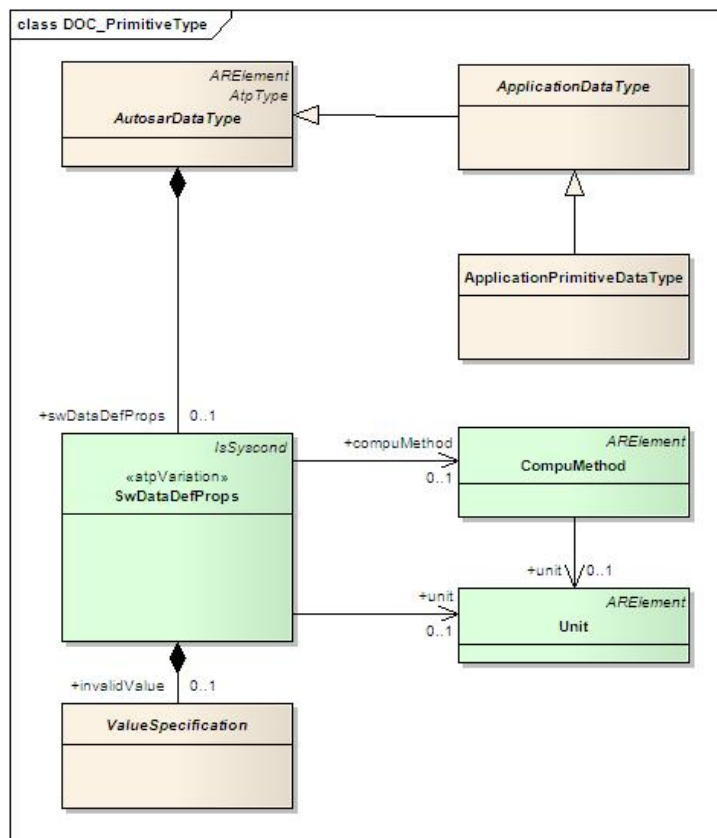 class DOC_PrimitiveType
ARElement
AtpType
AutosarDataType
ApplicationDataType
ApplicationPrimitiveDataType
+swDataDefProps 0..1
IsSyscond
«atpVariation»
SwDataDefProps
+compuMethod
0..1
ARElement
CompuMethod
+unit 0..1
+unit
0..1
ARElement
Unit
+invalidValue 0..1
ValueSpecification